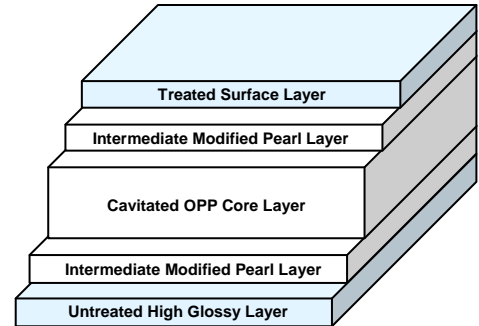 Treated Surface Layer
Intermediate Modified Pearl Layer
Cavitated OPP Core Layer
Intermediate Modified Pearl Layer
Untreated High Glossy Layer